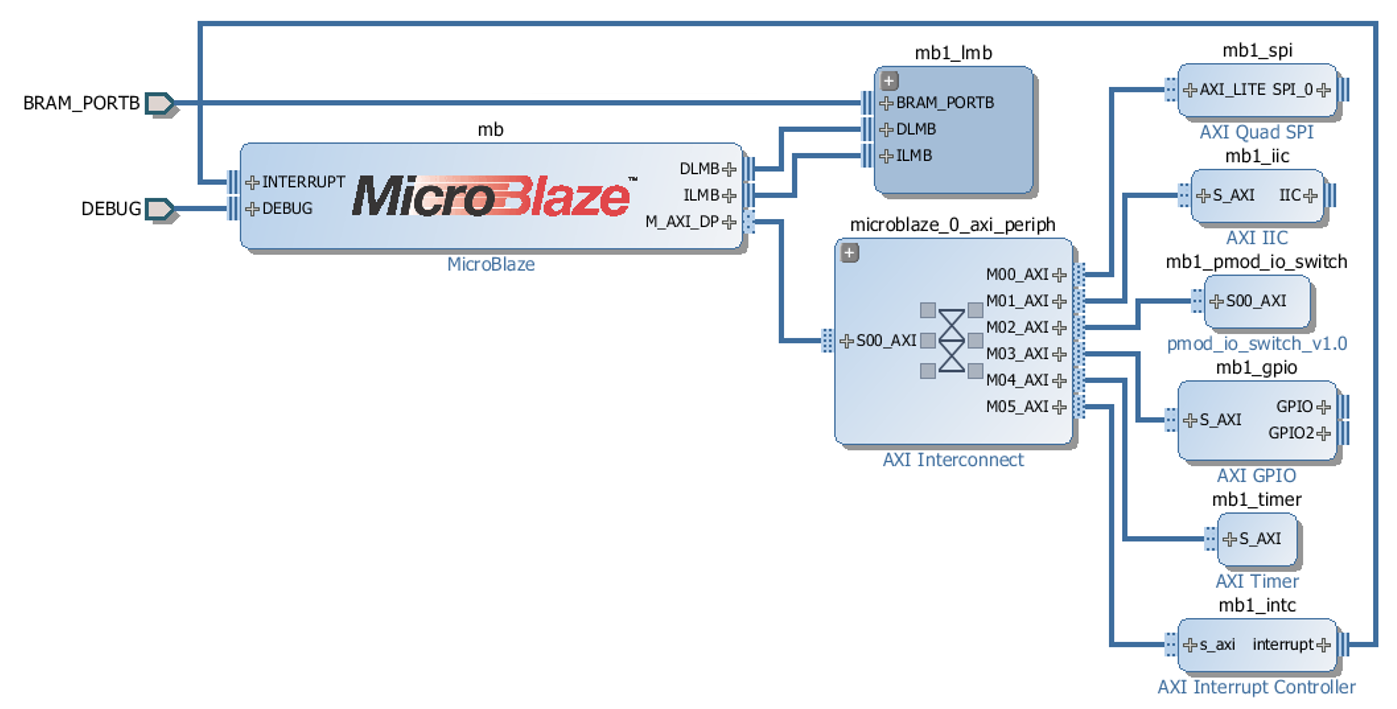 BRAM_PORTB
DEBUG
mb
INTERRUPT
DEBUG
MicroBlaze™
DLMB
ILMB
M_AXI_DP
MicroBlaze
mb1_lmb
BRAM_PORTB
DLMB
ILMB
microblaze_0_axi_periph
S00_AXI
M00_AXI
M01_AXI
M02_AXI
M03_AXI
M04_AXI
M05_AXI
AXI Interconnect
mb1_spi
AXI_LITE SPI_0
AXI Quad SPI
mb1_iic
S_AXI IIC
AXI IIC
mb1_pmod_io_switch
S00_AXI
pmod_io_switch_v1.0
mb1_gpio
S_AXI
GPIO
GPIO2
AXI GPIO
mb1_timer
S_AXI
AXI Timer
mb1_intc
s_axi interrupt
AXI Interrupt Controller